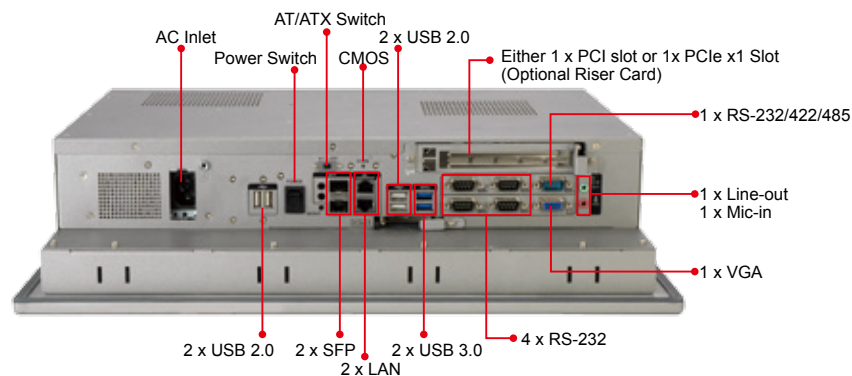 AT/ATX Switch
AC Inlet
2 x USB 2.0
Power Switch
CMOS
Either 1 x PCI slot or 1x PCIe x1 Slot
(Optional Riser Card)
1 x RS-232/422/485
1 x Line-out
1 x Mic-in
1 x VGA
4 x RS-232
2 x USB 2.0
2 x SFP
2 x USB 3.0
2 x LAN